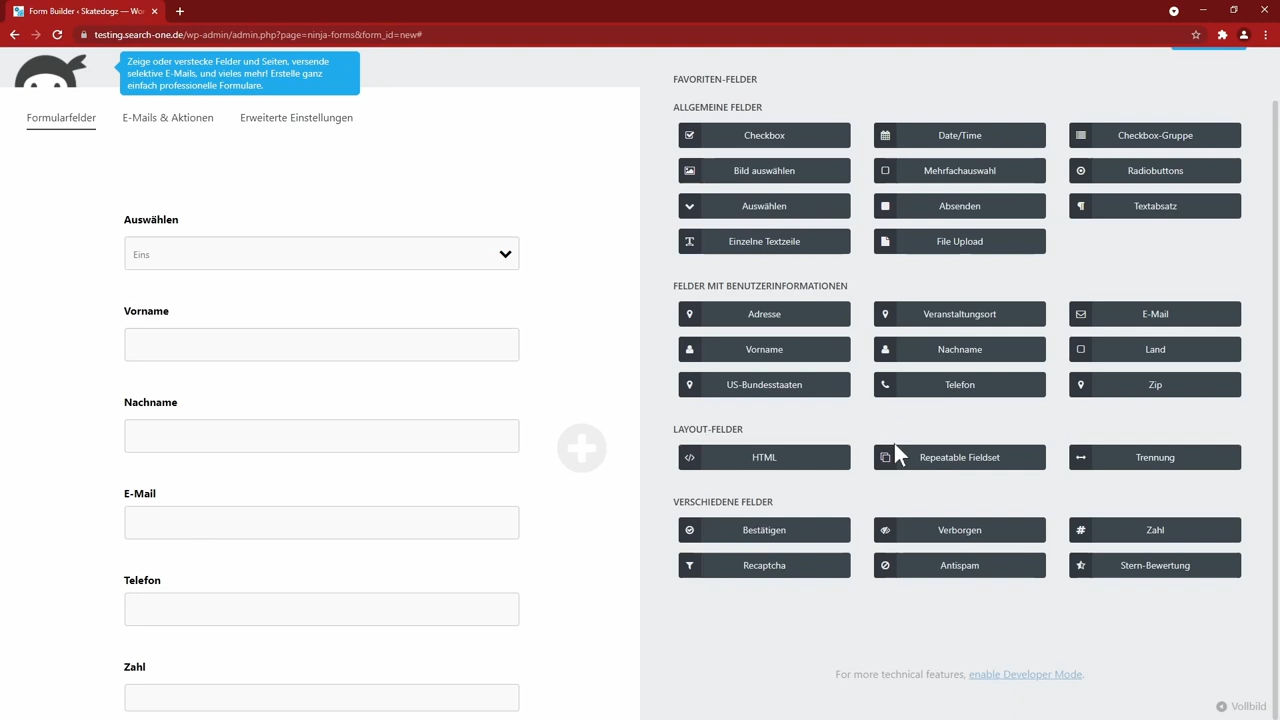 Form Builder ‹ Skatedogz — Wor
testing.search-one.de/wp-admin/admin.php?page=ninja-forms&form_id=new#
Zeige oder verstecke Felder und Seiten, versende
selektive E-Mails, und vieles mehr! Erstelle ganz
einfach professionelle Formulare.
Formularfelder E-Mails & Aktionen Erweiterte Einstellungen
Auswählen
Eins
Vorname
Nachname
E-Mail
Telefon
Zahl
FAVORITEN-FELDER
ALLGEMEINE FELDER
Checkbox Date/Time Checkbox-Gruppe
Bild auswählen Mehrfachauswahl Radiobuttons
Auswählen Absenden Textabsatz
Einzelne Textzeile File Upload
FELDER MIT BENUTZERINFORMATIONEN
Adresse Veranstaltungsort E-Mail
Vorname Nachname Land
US-Bundesstaaten Telefon Zip
LAYOUT-FELDER
HTML Repeatable Fieldset Trennung
VERSCHIEDENE FELDER
Bestätigen Verborgen Zahl
Recaptcha Antispam Stern-Bewertung
For more technical features, enable Developer Mode.
Vollbild